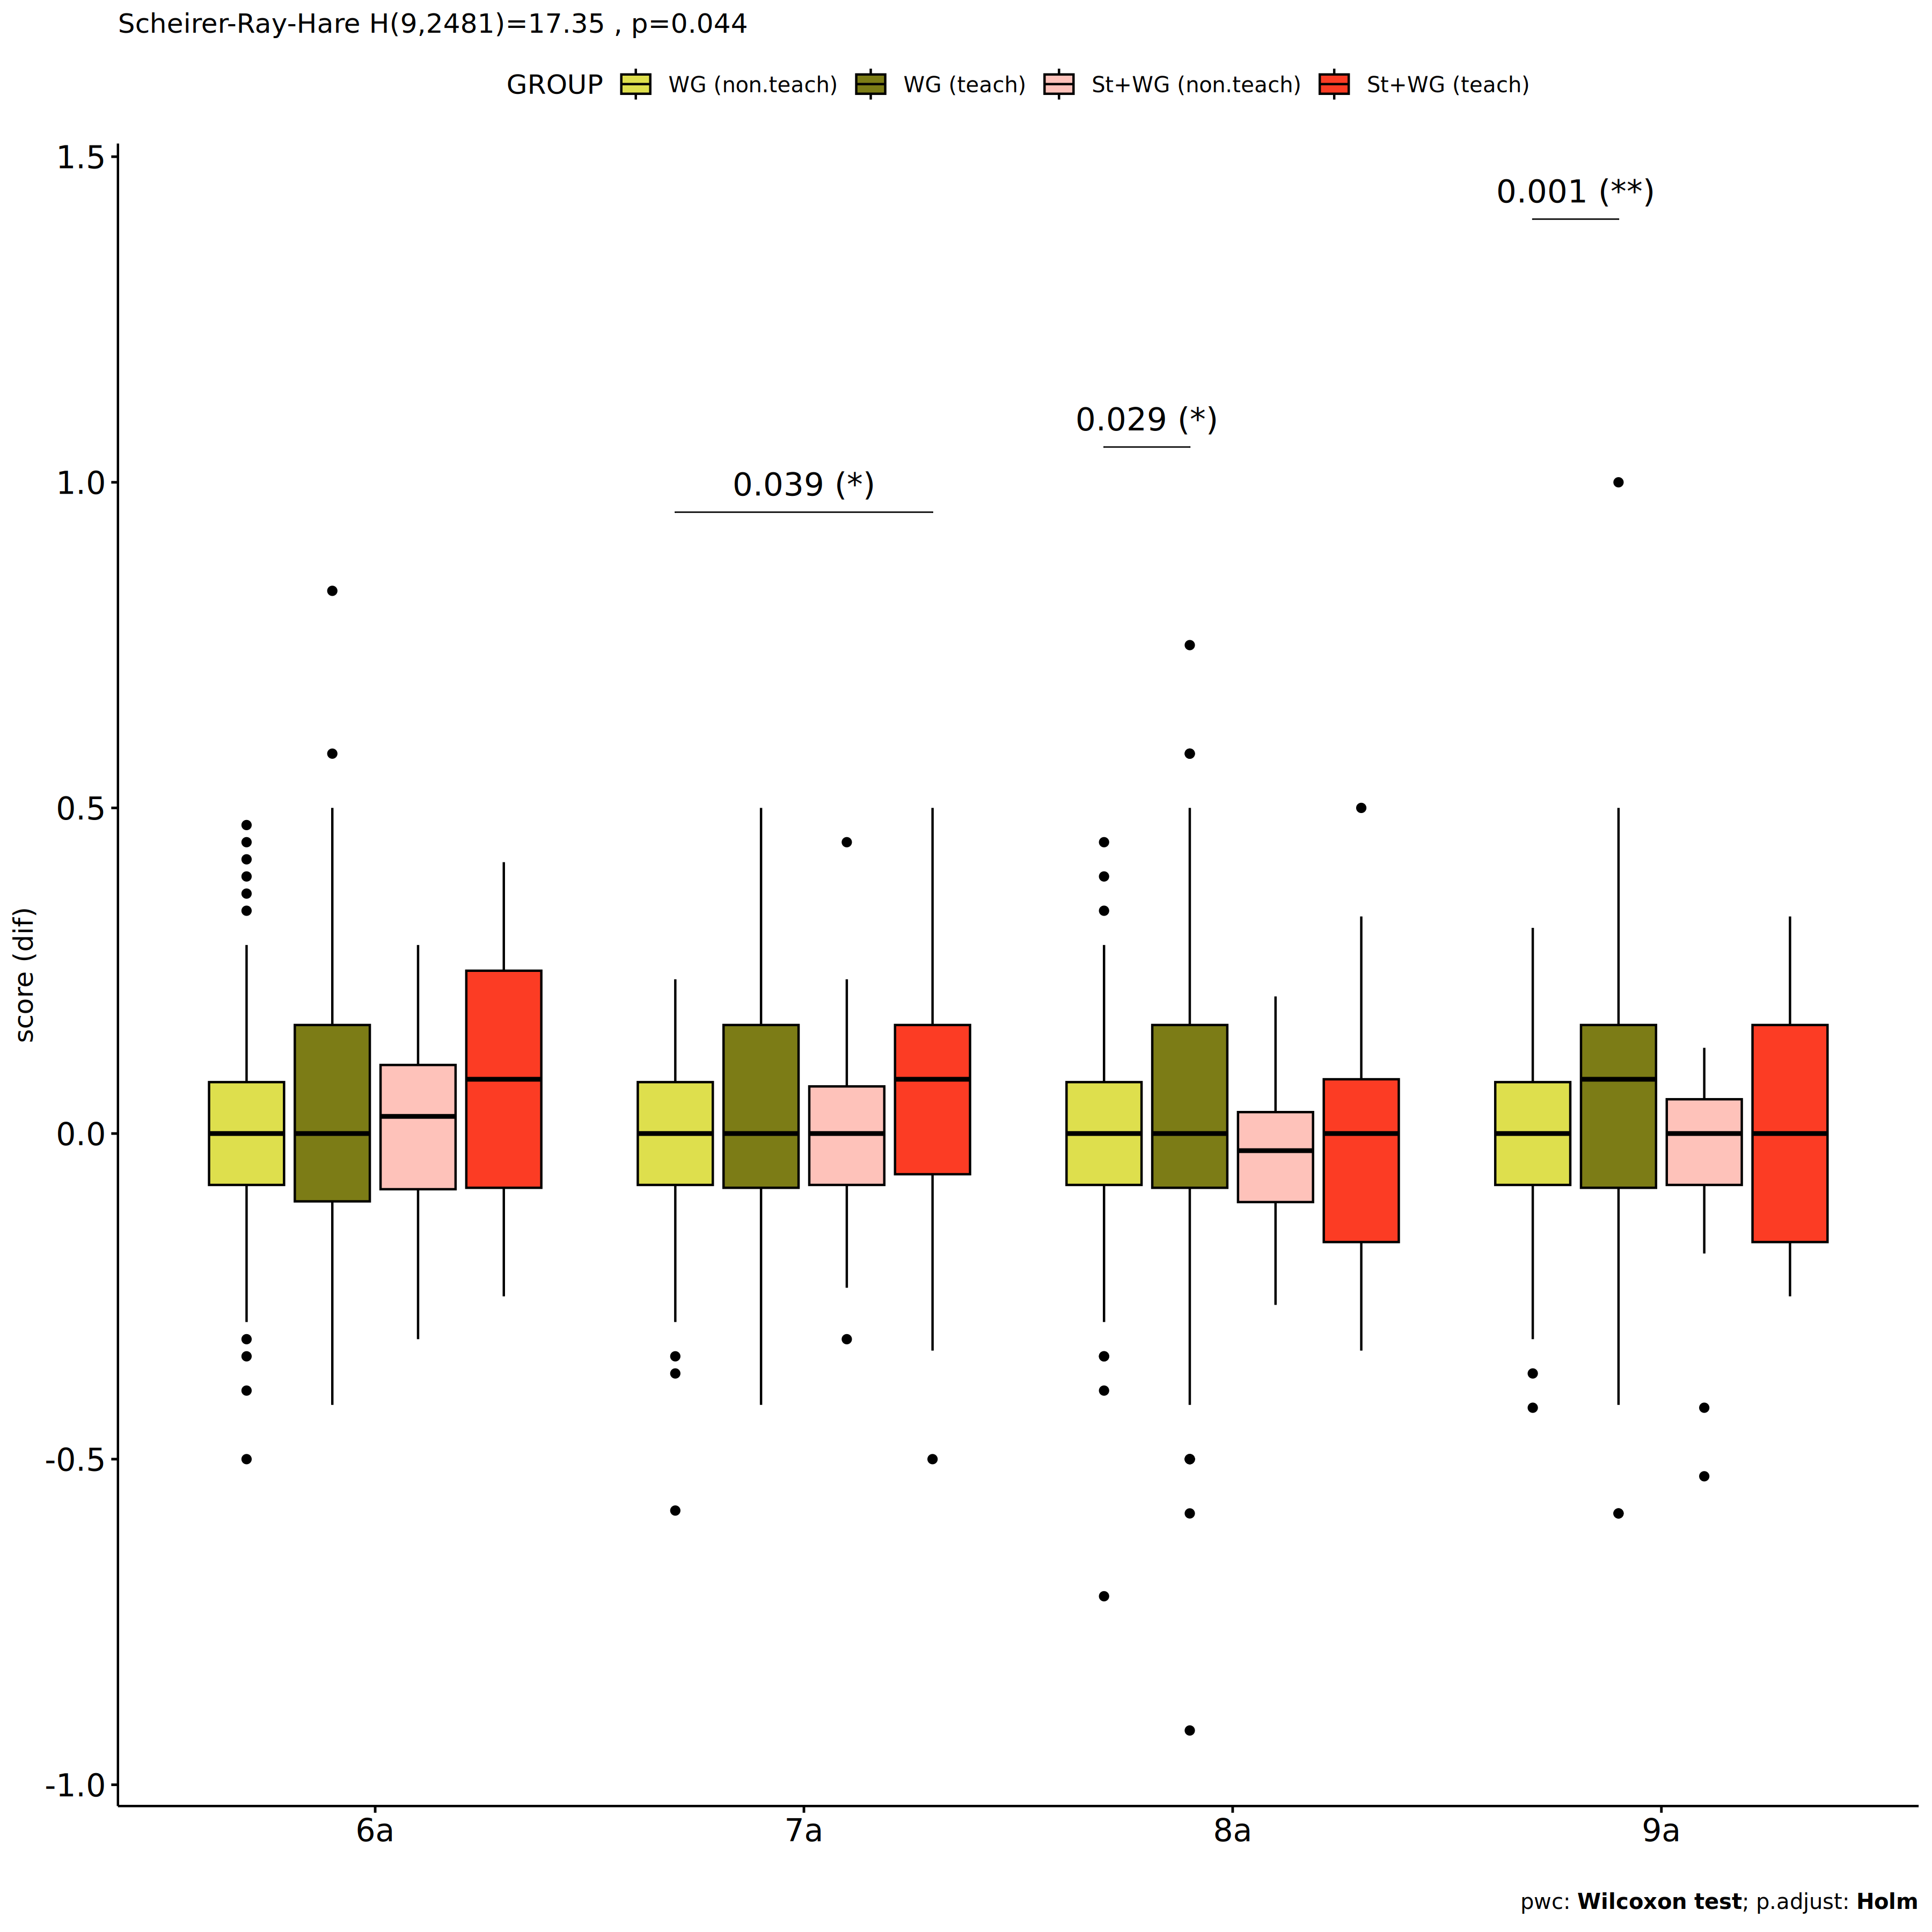 Scheirer-Ray-Hare H(9,2481)=17.35 , p=0.044
GROUP WG (non.teach) WG (teach) St+WG (non.teach) St+WG (teach)
1.5
0.001 (**)
1.0
0.029 (*)
0.039 (*)
0.5
score (dif)
0.0
-0.5
-1.0
6a 7a 8a 9a
pwc: Wilcoxon test; p.adjust: Holm